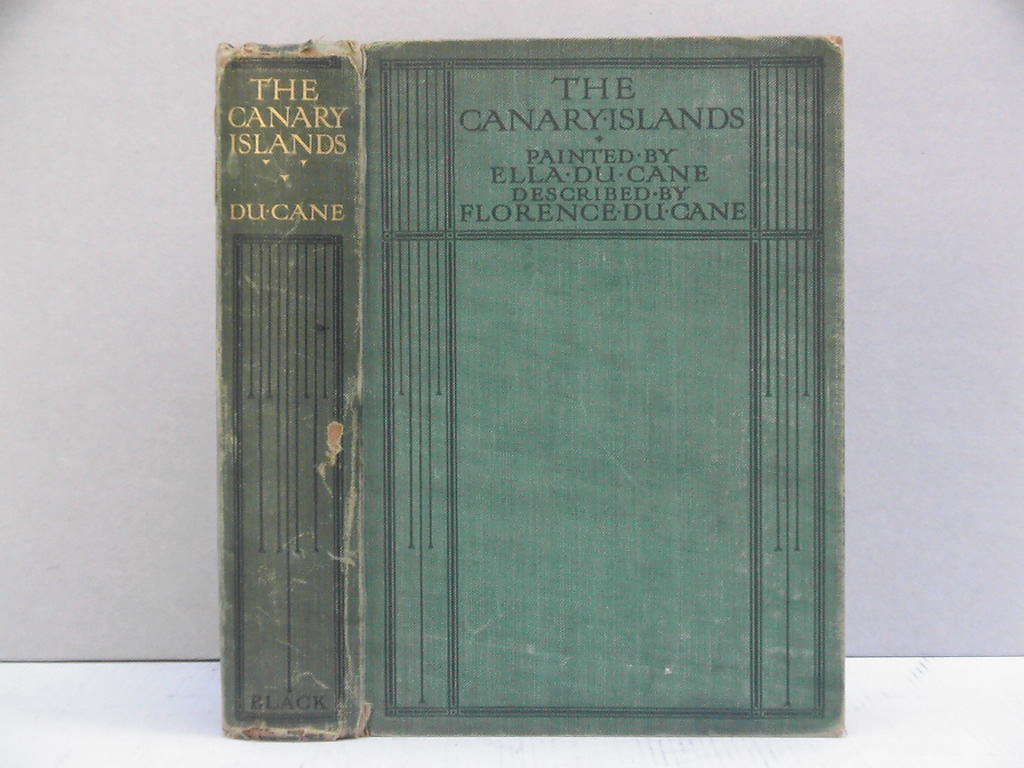 THE
CANARY
ISLANDS
DU·CANE
BLACK
THE
CANARY·ISLANDS
PAINTED·BY
ELLA·DU·CANE
DESCRIBED·BY
FLORENCE·DU·CANE